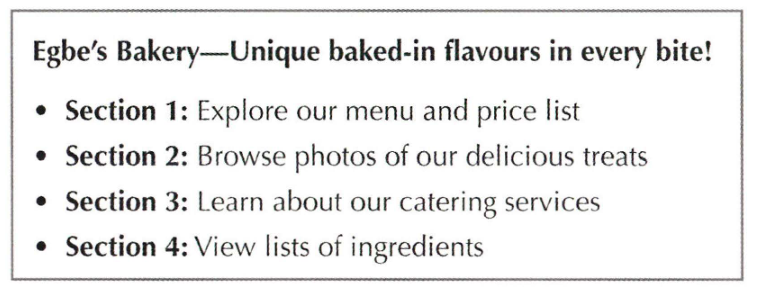 Egbe's Bakery—Unique baked-in flavours in every bite!
• Section 1: Explore our menu and price list
• Section 2: Browse photos of our delicious treats
• Section 3: Learn about our catering services
• Section 4: View lists of ingredients